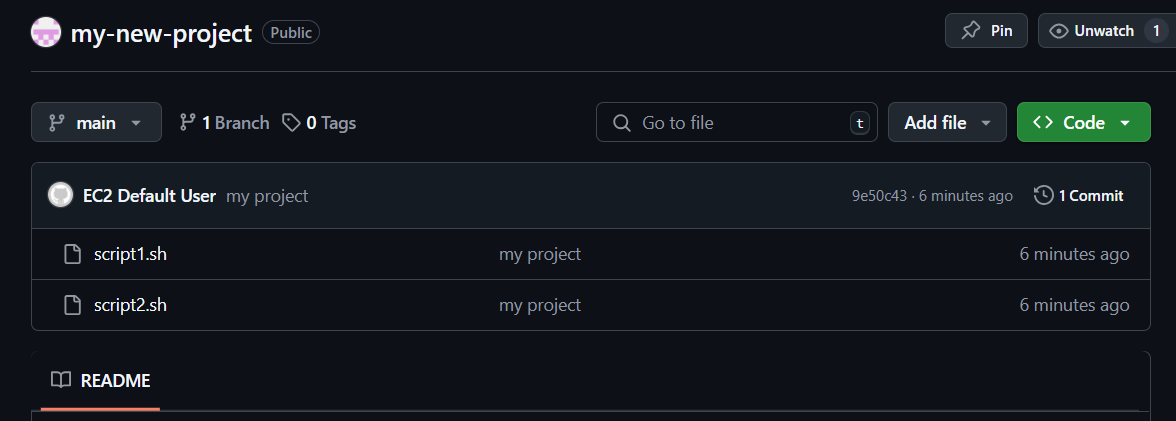 my-new-project Public Pin Unwatch 1
main 1 Branch 0 Tags Go to file t Add file Code
EC2 Default User my project 9e50c43 · 6 minutes ago 1 Commit
script1.sh my project 6 minutes ago
script2.sh my project 6 minutes ago
README